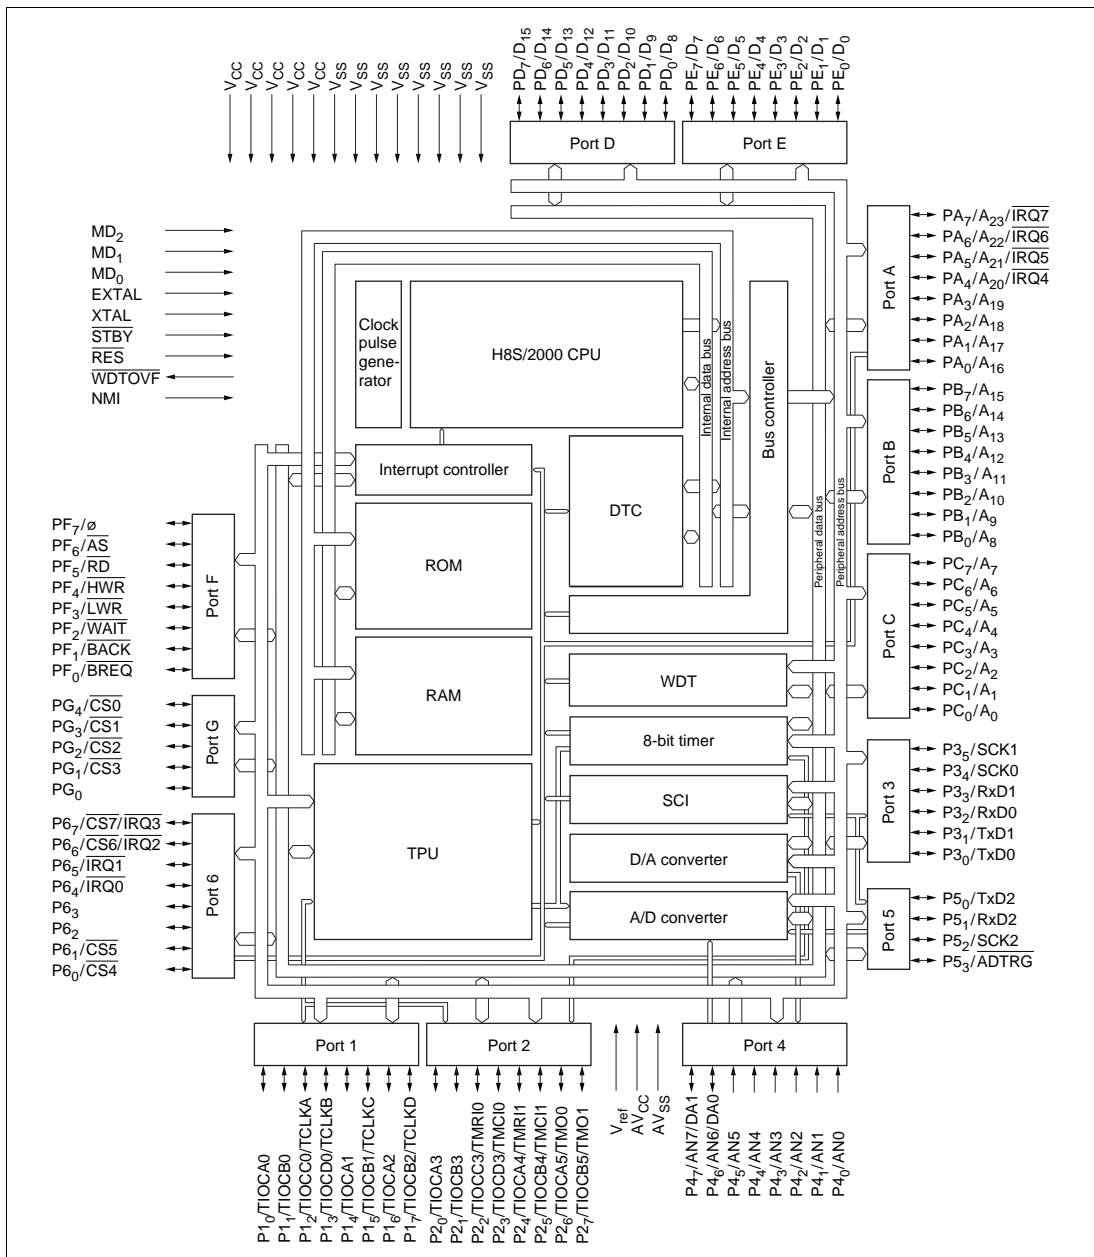 VCC
VCC
VCC
VCC
VCC
VSS
VSS
VSS
VSS
VSS
VSS
VSS
VSS
PD7/D15
PD6/D14
PD5/D13
PD4/D12
PD3/D11
PD2/D10
PD1/D9
PD0/D8
PE7/D7
PE6/D6
PE5/D5
PE4/D4
PE3/D3
PE2/D2
PE1/D1
PE0/D0
Port D
Port E
MD2
MD1
MD0
EXTAL
XTAL
STBY
RES
WDTOVF
NMI
Clock
pulse
gene-
rator
H8S/2000 CPU
Internal data bus
Internal address bus
Bus controller
Peripheral data bus
Peripheral address bus
Interrupt controller
DTC
ROM
RAM
TPU
WDT
8-bit timer
SCI
D/A converter
A/D converter
Port A
PA7/A23/IRQ7
PA6/A22/IRQ6
PA5/A21/IRQ5
PA4/A20/IRQ4
PA3/A19
PA2/A18
PA1/A17
PA0/A16
Port B
PB7/A15
PB6/A14
PB5/A13
PB4/A12
PB3/A11
PB2/A10
PB1/A9
PB0/A8
Port C
PC7/A7
PC6/A6
PC5/A5
PC4/A4
PC3/A3
PC2/A2
PC1/A1
PC0/A0
Port 3
P35/SCK1
P34/SCK0
P33/RxD1
P32/RxD0
P31/TxD1
P30/TxD0
Port 5
P50/TxD2
P51/RxD2
P52/SCK2
P53/ADTRG
PF7/ø
PF6/AS
PF5/RD
PF4/HWR
PF3/LWR
PF2/WAIT
PF1/BACK
PF0/BREQ
Port F
PG4/CS0
PG3/CS1
PG2/CS2
PG1/CS3
PG0
Port G
P67/CS7/IRQ3
P66/CS6/IRQ2
P65/IRQ1
P64/IRQ0
P63
P62
P61/CS5
P60/CS4
Port 6
Port 1
Port 2
Port 4
P10/TIOCA0
P11/TIOCB0
P12/TIOCC0/TCLKA
P13/TIOCD0/TCLKB
P14/TIOCA1
P15/TIOCB1/TCLKC
P16/TIOCA2
P17/TIOCB2/TCLKD
P20/TIOCA3
P21/TIOCB3
P22/TIOCC3/TMRI0
P23/TIOCD3/TMCI0
P24/TIOCA4/TMRI1
P25/TIOCB4/TMCI1
P26/TIOCA5/TMO0
P27/TIOCB5/TMO1
Vref
AVCC
AVSS
P47/AN7/DA1
P46/AN6/DA0
P45/AN5
P44/AN4
P43/AN3
P42/AN2
P41/AN1
P40/AN0